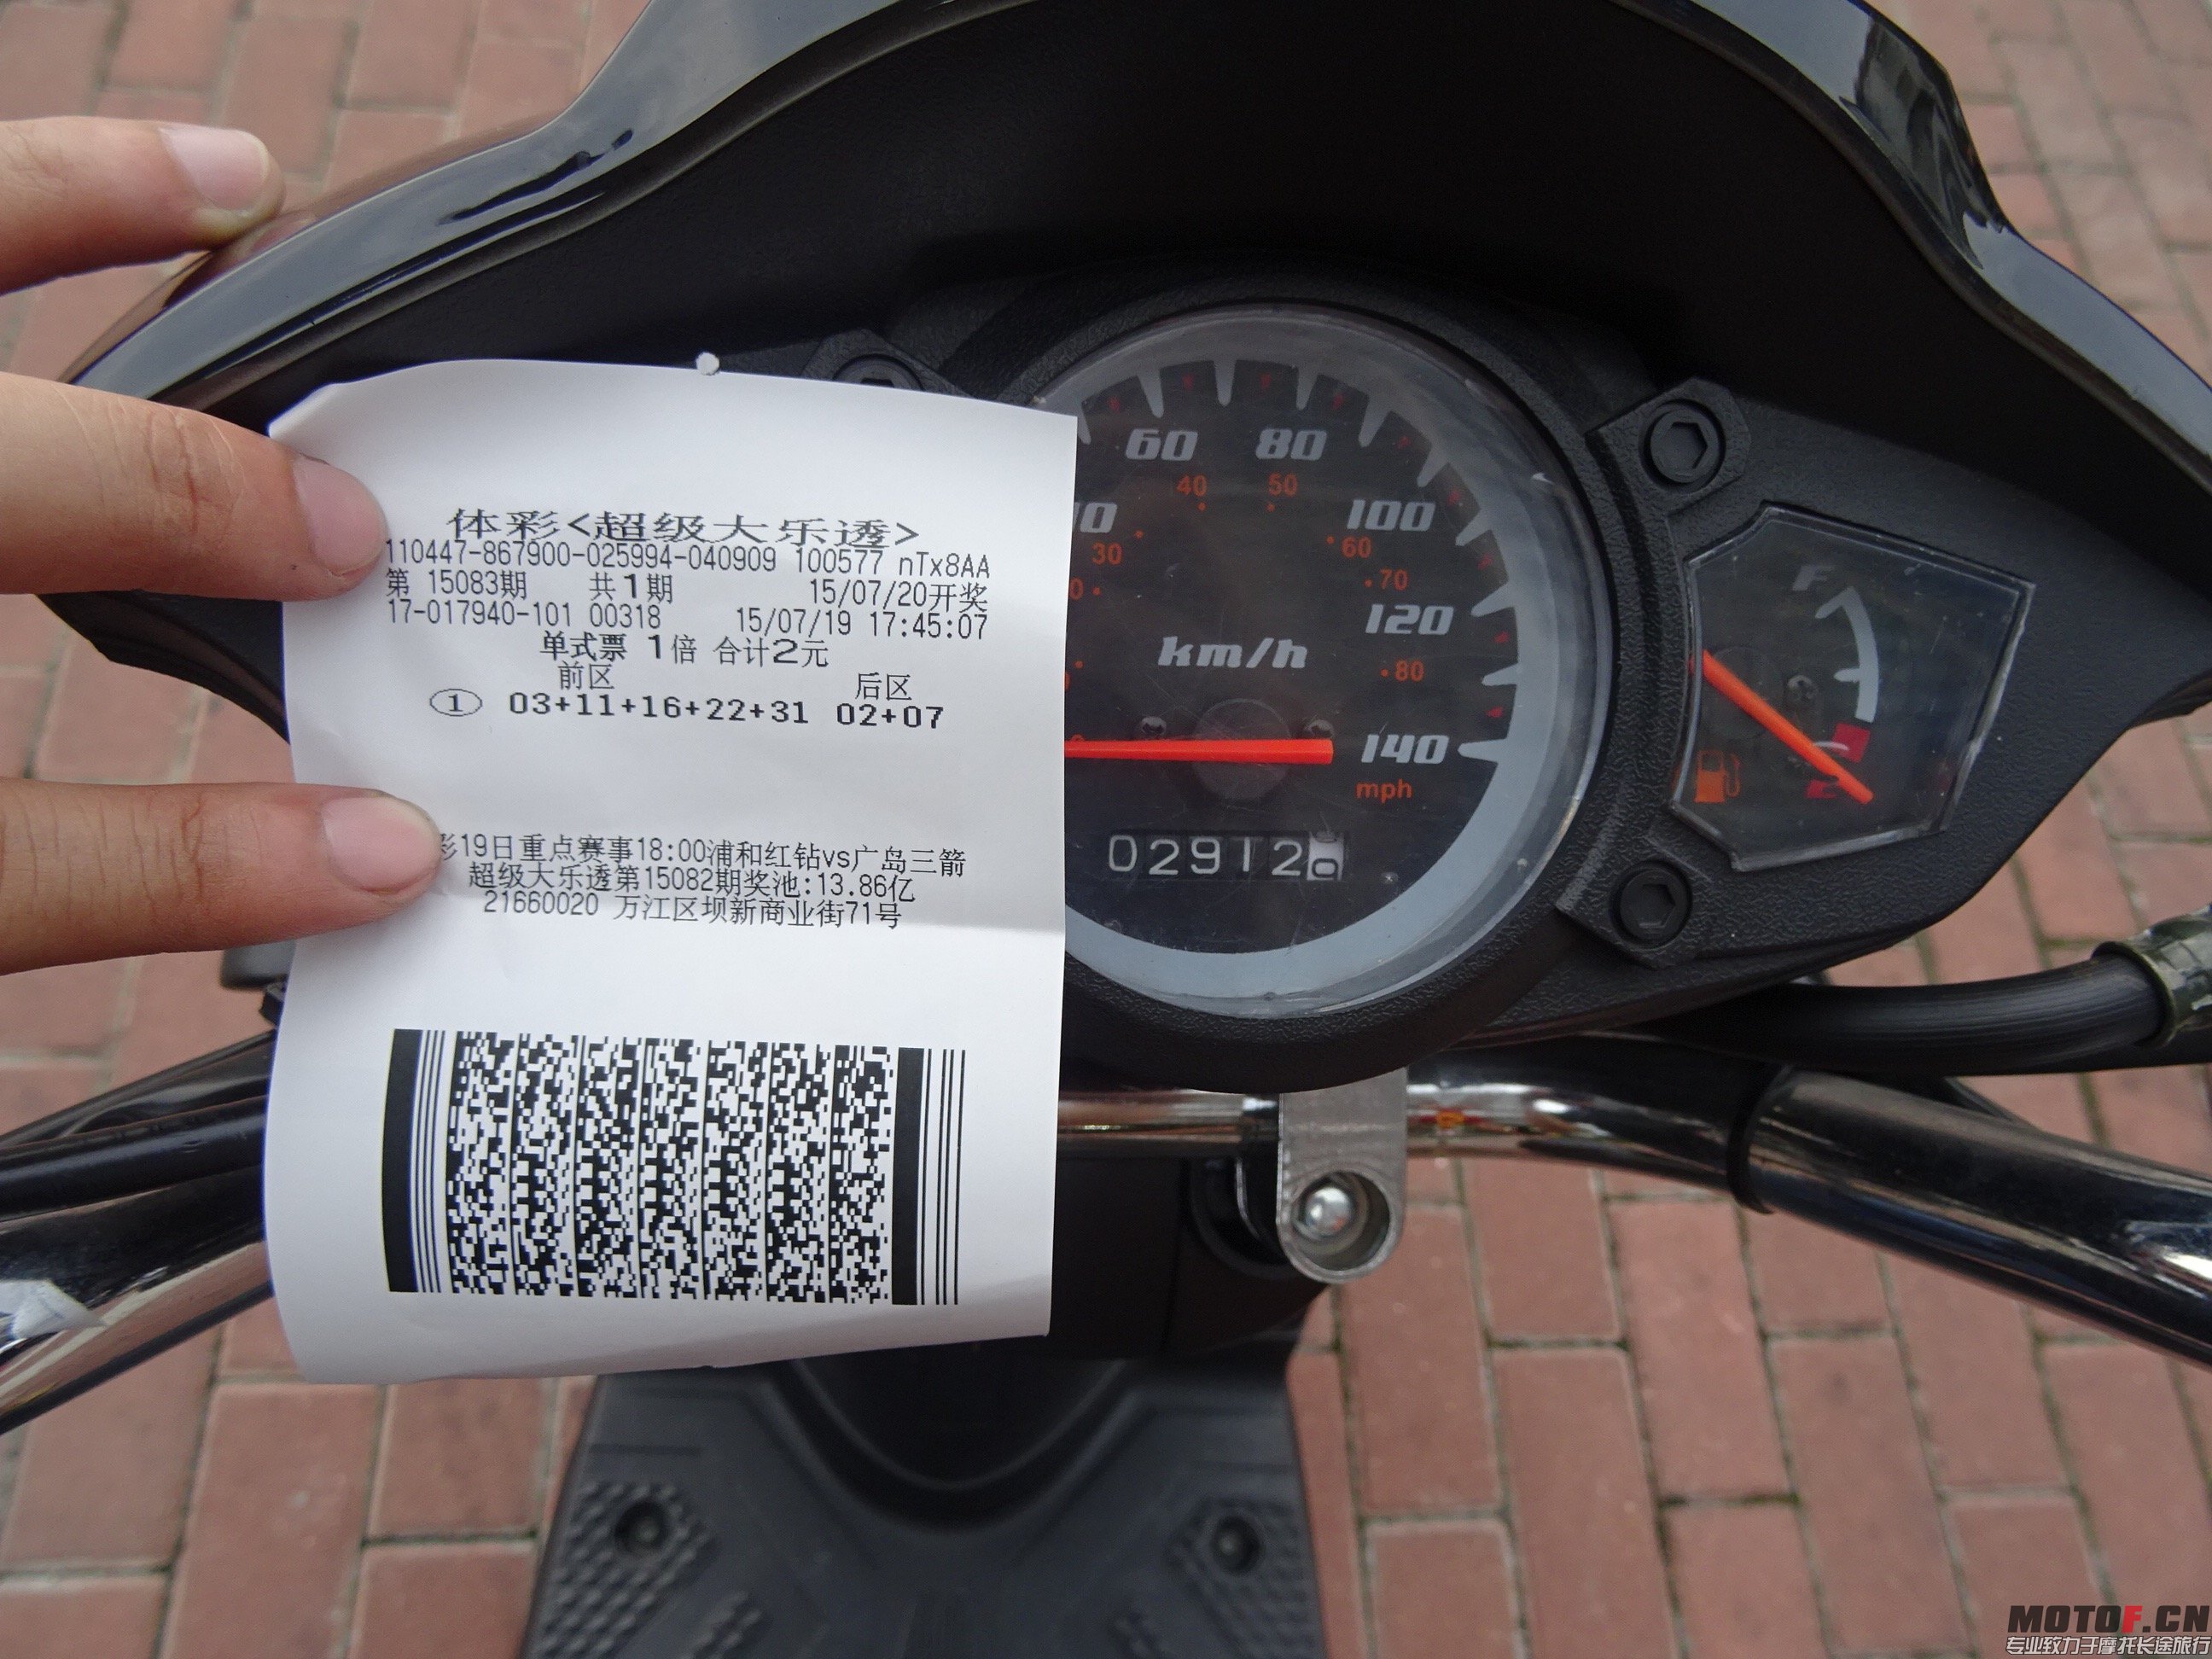 体彩<超级大乐透>
110447-867900-025994-040909 100577 nTx8AA
第 15083期 共1期 15/07/20开奖
17-017940-101 00318 15/07/19 17:45:07
单式票 1倍 合计2元
前区 后区
① 03+11+16+22+31 02+07
彩19日重点赛事18:00浦和红钻vs广岛三箭
超级大乐透第15082期奖池:13.86亿
21660020 万江区坝新商业街71号
60 80
40 50
100
30 60
70
120
km/h
80
140
mph
029120
F
MOTOF.CN
专业致力于摩托长途旅行